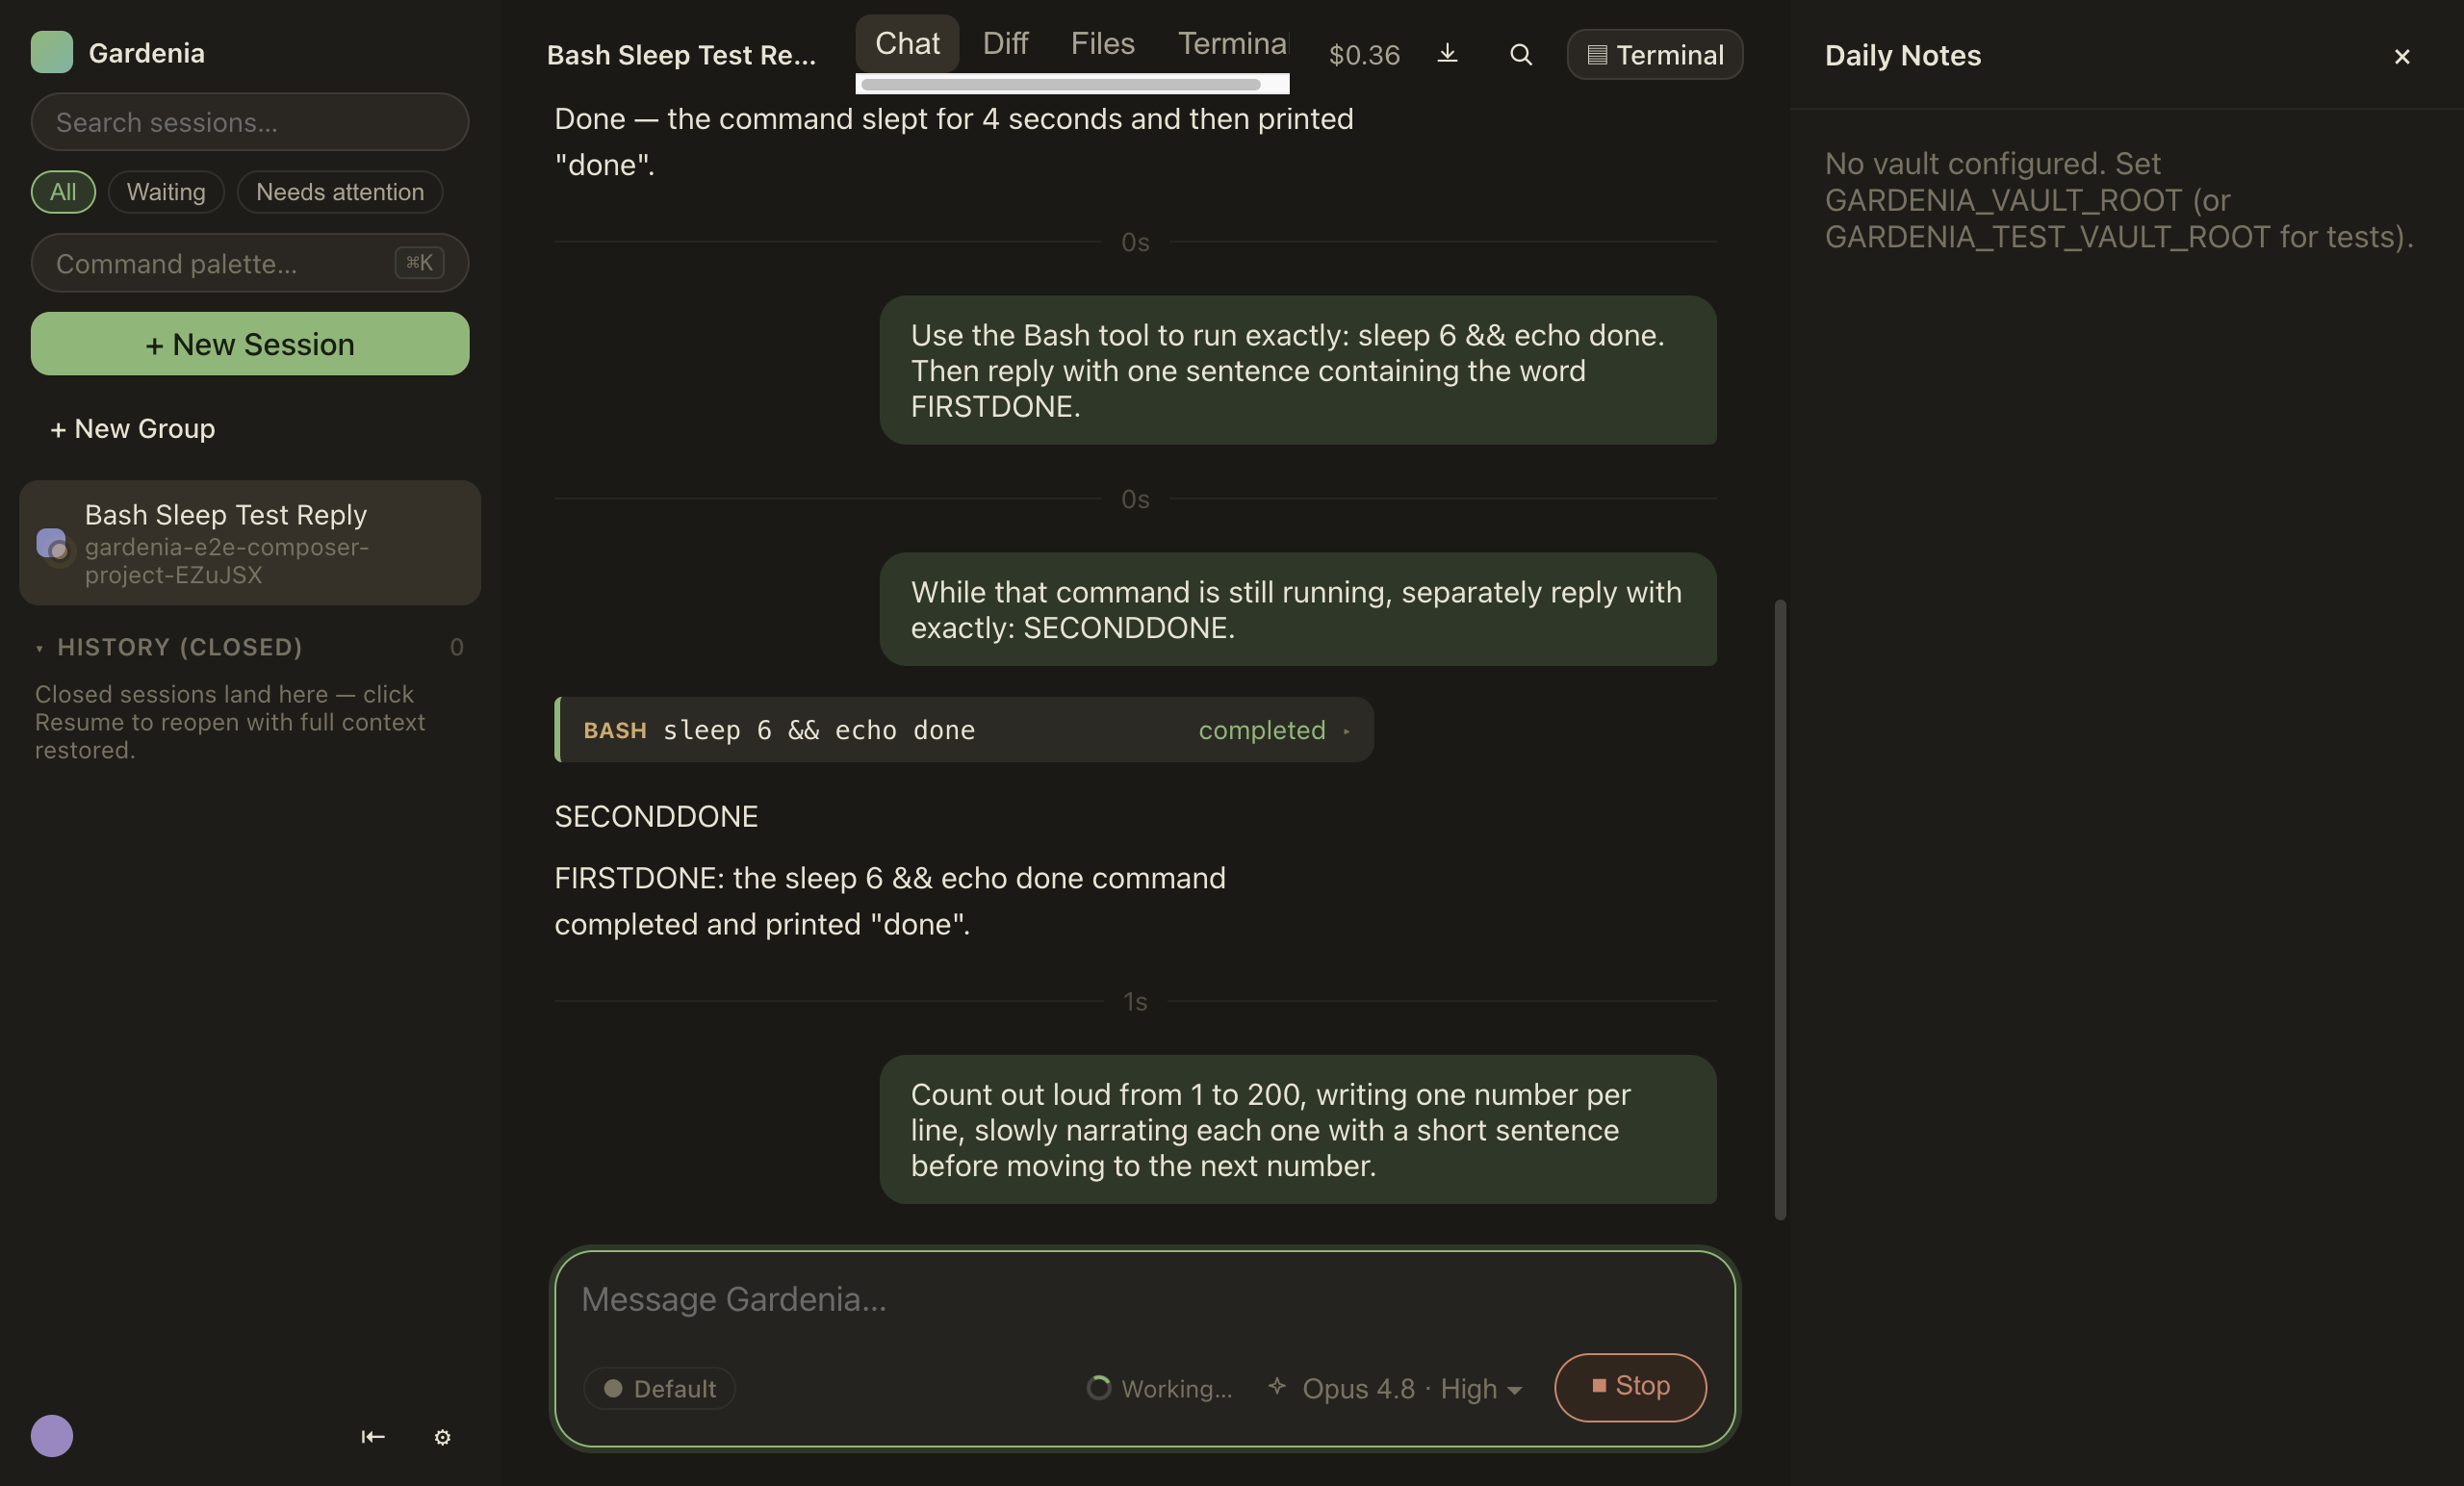 Gardenia
Search sessions...
All
Waiting
Needs attention
Command palette...
⌘K
+ New Session
+ New Group
Bash Sleep Test Reply
gardenia-e2e-composer-
project-EZuJSX
HISTORY (CLOSED)
0
Closed sessions land here — click
Resume to reopen with full context
restored.
Bash Sleep Test Re...
Chat
Diff
Files
Terminal
$0.36
Terminal
Done — the command slept for 4 seconds and then printed
"done".
0s
Use the Bash tool to run exactly: sleep 6 && echo done.
Then reply with one sentence containing the word
FIRSTDONE.
0s
While that command is still running, separately reply with
exactly: SECONDDONE.
BASH sleep 6 && echo done
completed
SECONDDONE
FIRSTDONE: the sleep 6 && echo done command
completed and printed "done".
1s
Count out loud from 1 to 200, writing one number per
line, slowly narrating each one with a short sentence
before moving to the next number.
Message Gardenia...
Default
Working...
Opus 4.8 · High
Stop
Daily Notes
No vault configured. Set
GARDENIA_VAULT_ROOT (or
GARDENIA_TEST_VAULT_ROOT for tests).